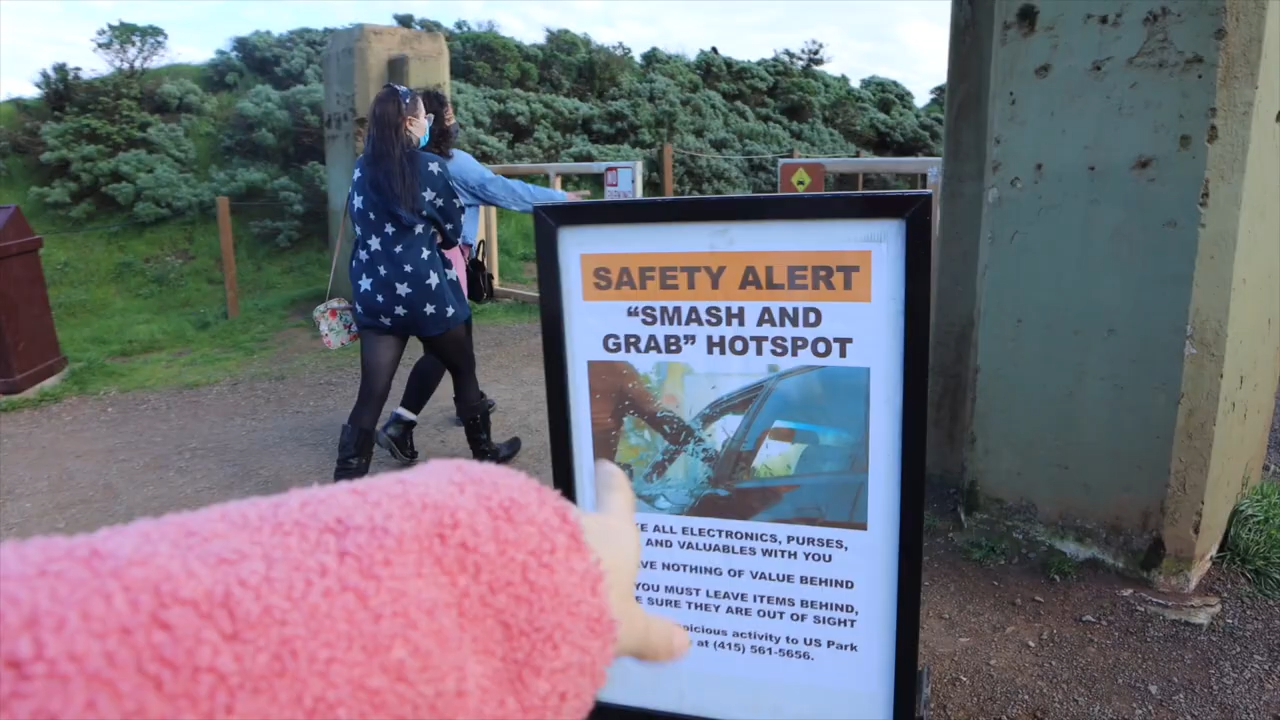 NO
SAFETY ALERT
“SMASH AND
GRAB” HOTSPOT
ALL ELECTRONICS, PURSES,
AND VALUABLES WITH YOU
NOTHING OF VALUE BEHIND
YOU MUST LEAVE ITEMS BEHIND,
SURE THEY ARE OUT OF SIGHT
activity to US Park
at (415) 561-5656.